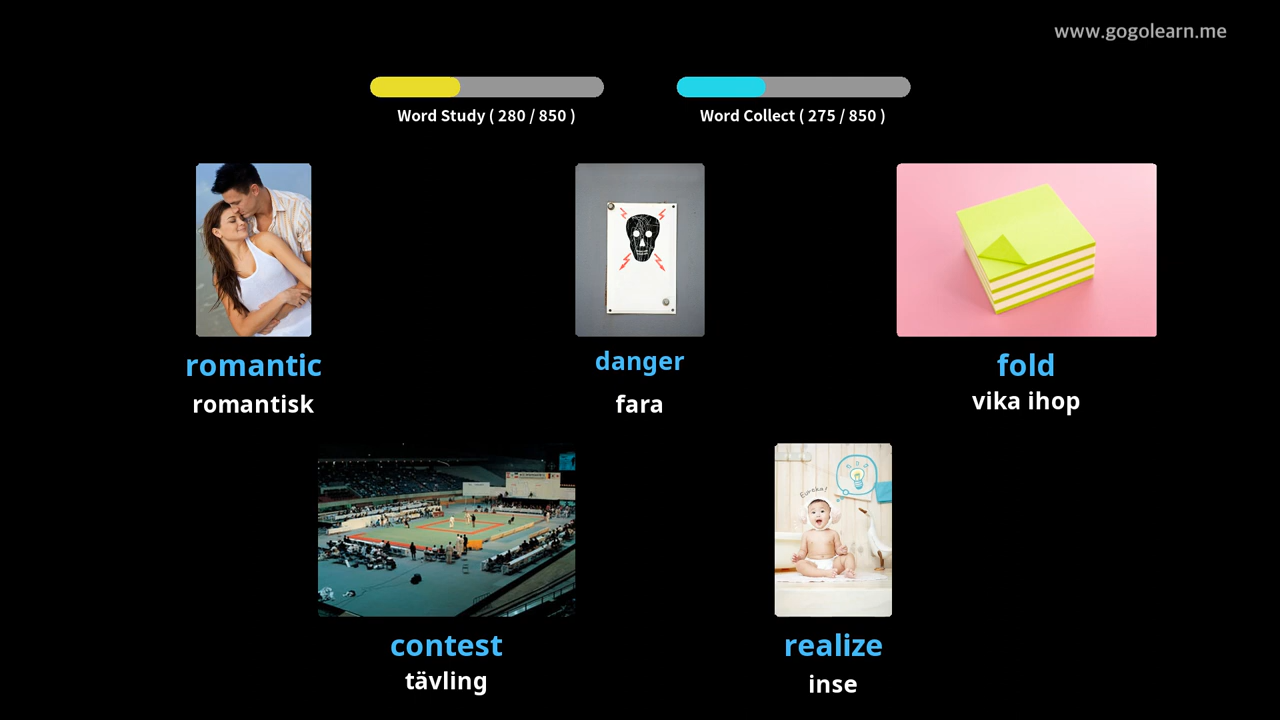 www.gogolearn.me
Word Study ( 280 / 850 )
Word Collect ( 275 / 850 )
romantic
romantisk
danger
fara
fold
vika ihop
Eureka!
contest
tävling
realize
inse